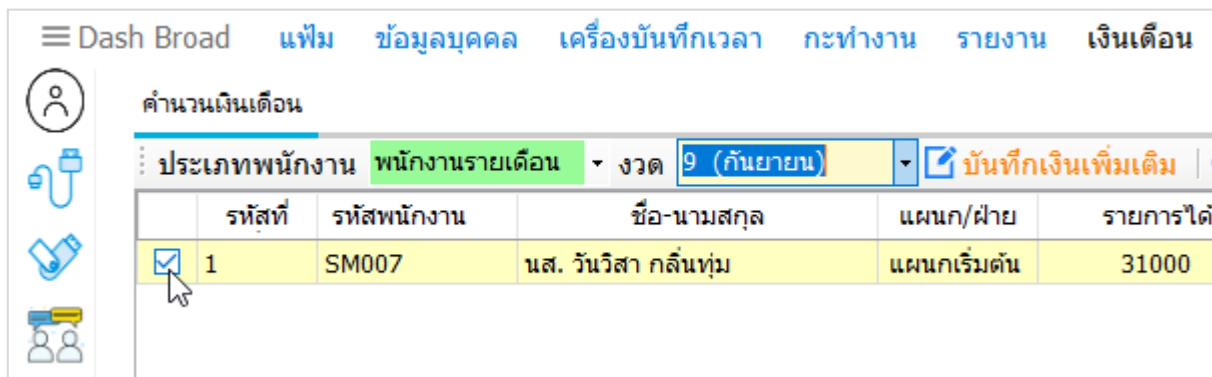 Dash Broad แฟ้ม ข้อมูลบุคคล เครื่องบันทึกเวลา กะทำงาน รายงาน เงินเดือน
คำนวนเงินเดือน
ประเภทพนักงาน พนักงานรายเดือน งวด 9 (กันยายน) บันทึกเงินเพิ่มเติม
รหัสที่ รหัสพนักงาน ชื่อ-นามสกุล แผนก/ฝ่าย รายการได้
1 SM007 นส. วันวิสา กลิ่นทุ่ม แผนกเริ่มต้น 31000